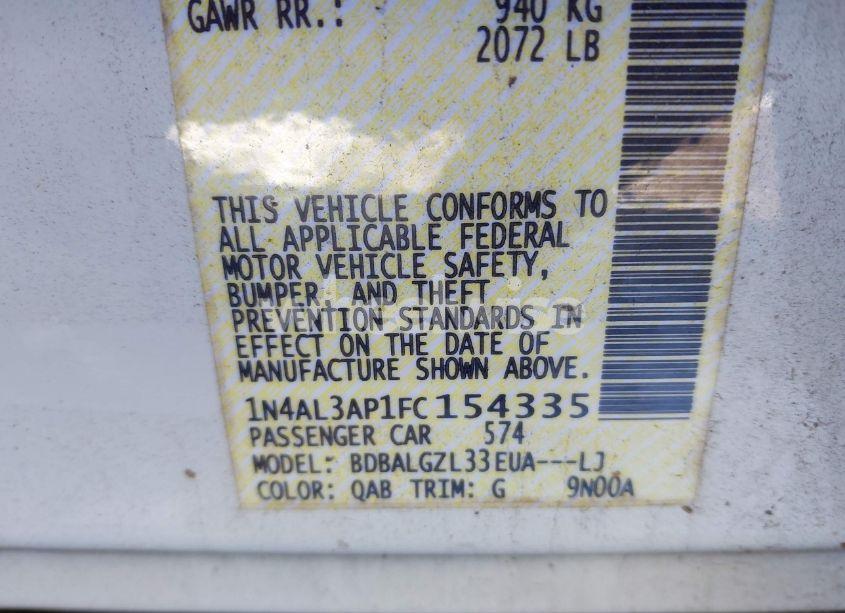 GAWR RR.: 940 KG
2072 LB
THIS VEHICLE CONFORMS TO
ALL APPLICABLE FEDERAL
MOTOR VEHICLE SAFETY,
BUMPER, AND THEFT
PREVENTION STANDARDS IN
EFFECT ON THE DATE OF
MANUFACTURE SHOWN ABOVE.
1N4AL3AP1FC154335
PASSENGER CAR 574
MODEL: BDBALGZL33EUA---LJ
COLOR: QAB TRIM: G 9N00A